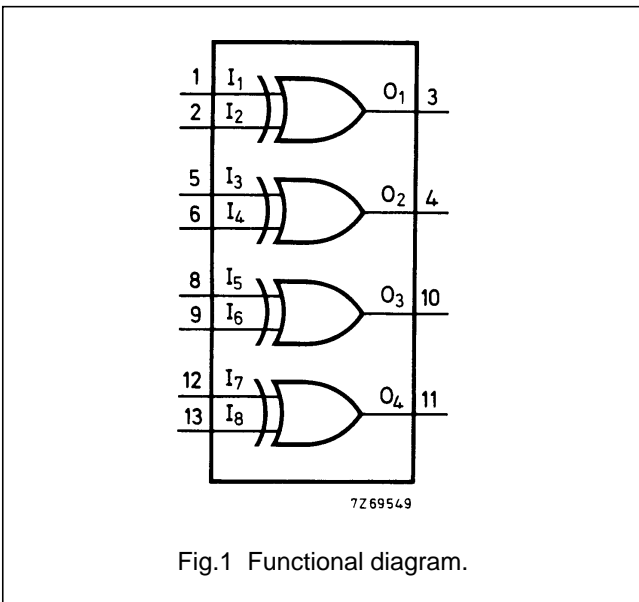 1 I1
2 I2
O1 3
5 I3
6 I4
O2 4
8 I5
9 I6
O3 10
12 I7
13 I8
O4 11
7Z69549
Fig.1 Functional diagram.